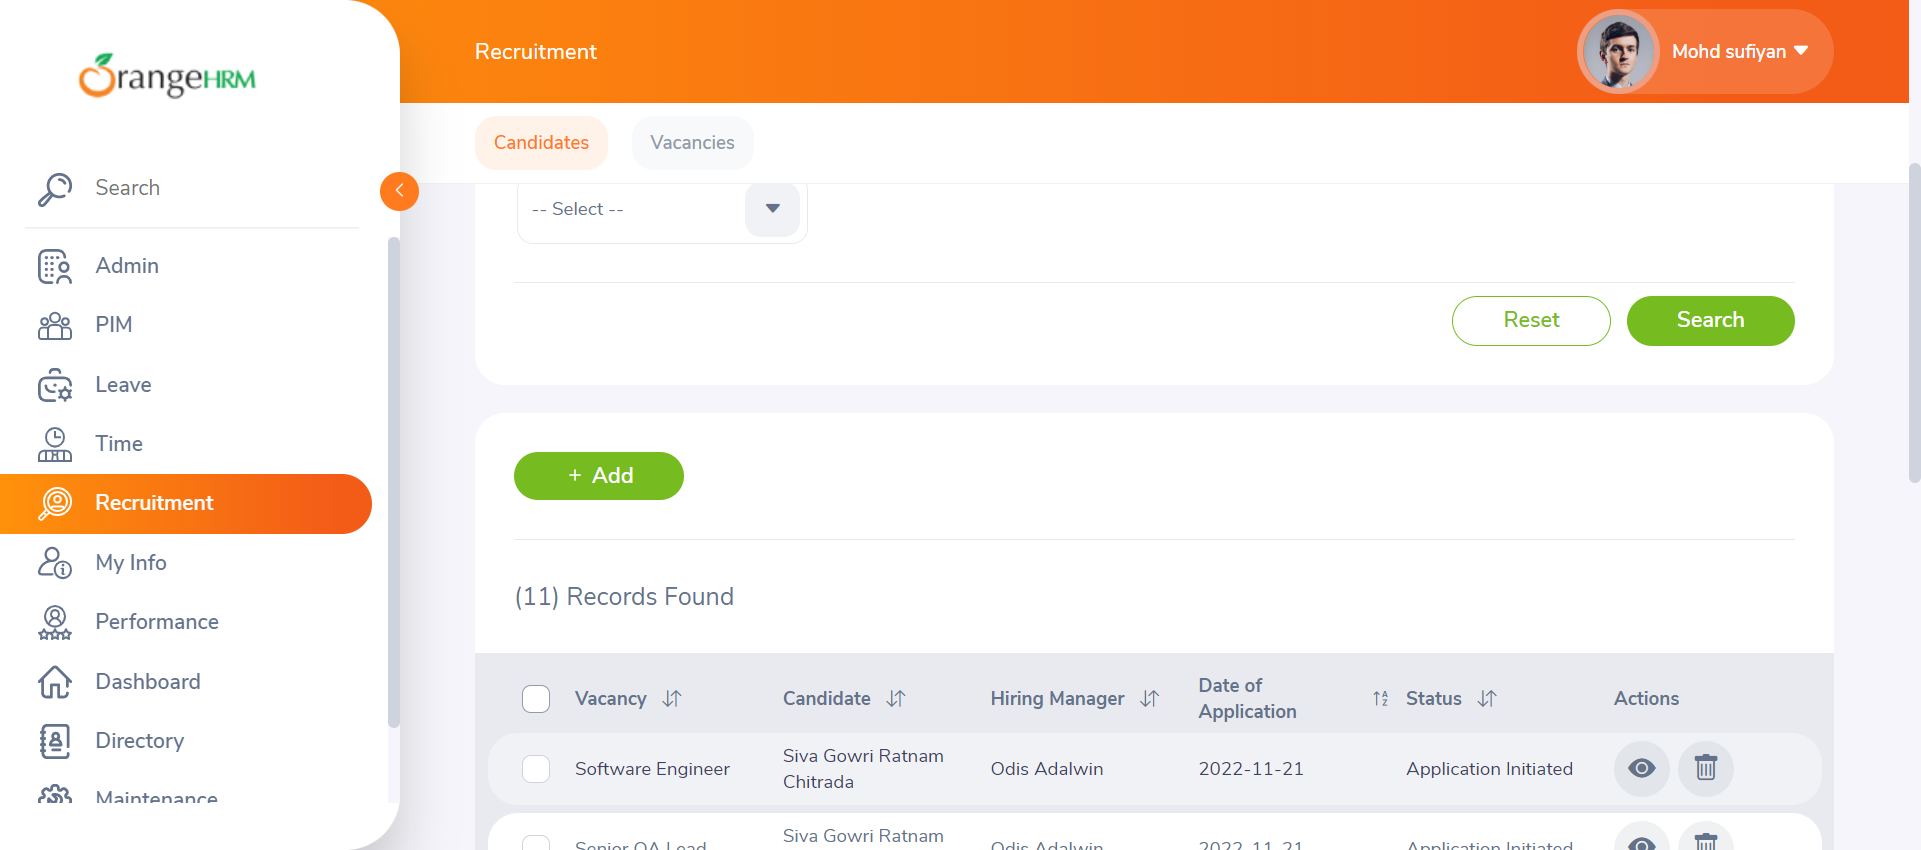 OrangeHRM
Recruitment
Mohd sufiyan
Candidates
Vacancies
Search
-- Select --
Reset
Search
Admin
PIM
Leave
Time
Recruitment
My Info
Performance
Dashboard
Directory
Maintenance
+ Add
(11) Records Found
Vacancy
Candidate
Hiring Manager
Date of
Application
Status
Actions
Software Engineer
Siva Gowri Ratnam
Chitrada
Odis Adalwin
2022-11-21
Application Initiated
Senior QA Lead
Siva Gowri Ratnam
Odis Adalwin
2022-11-21
Application Initiated